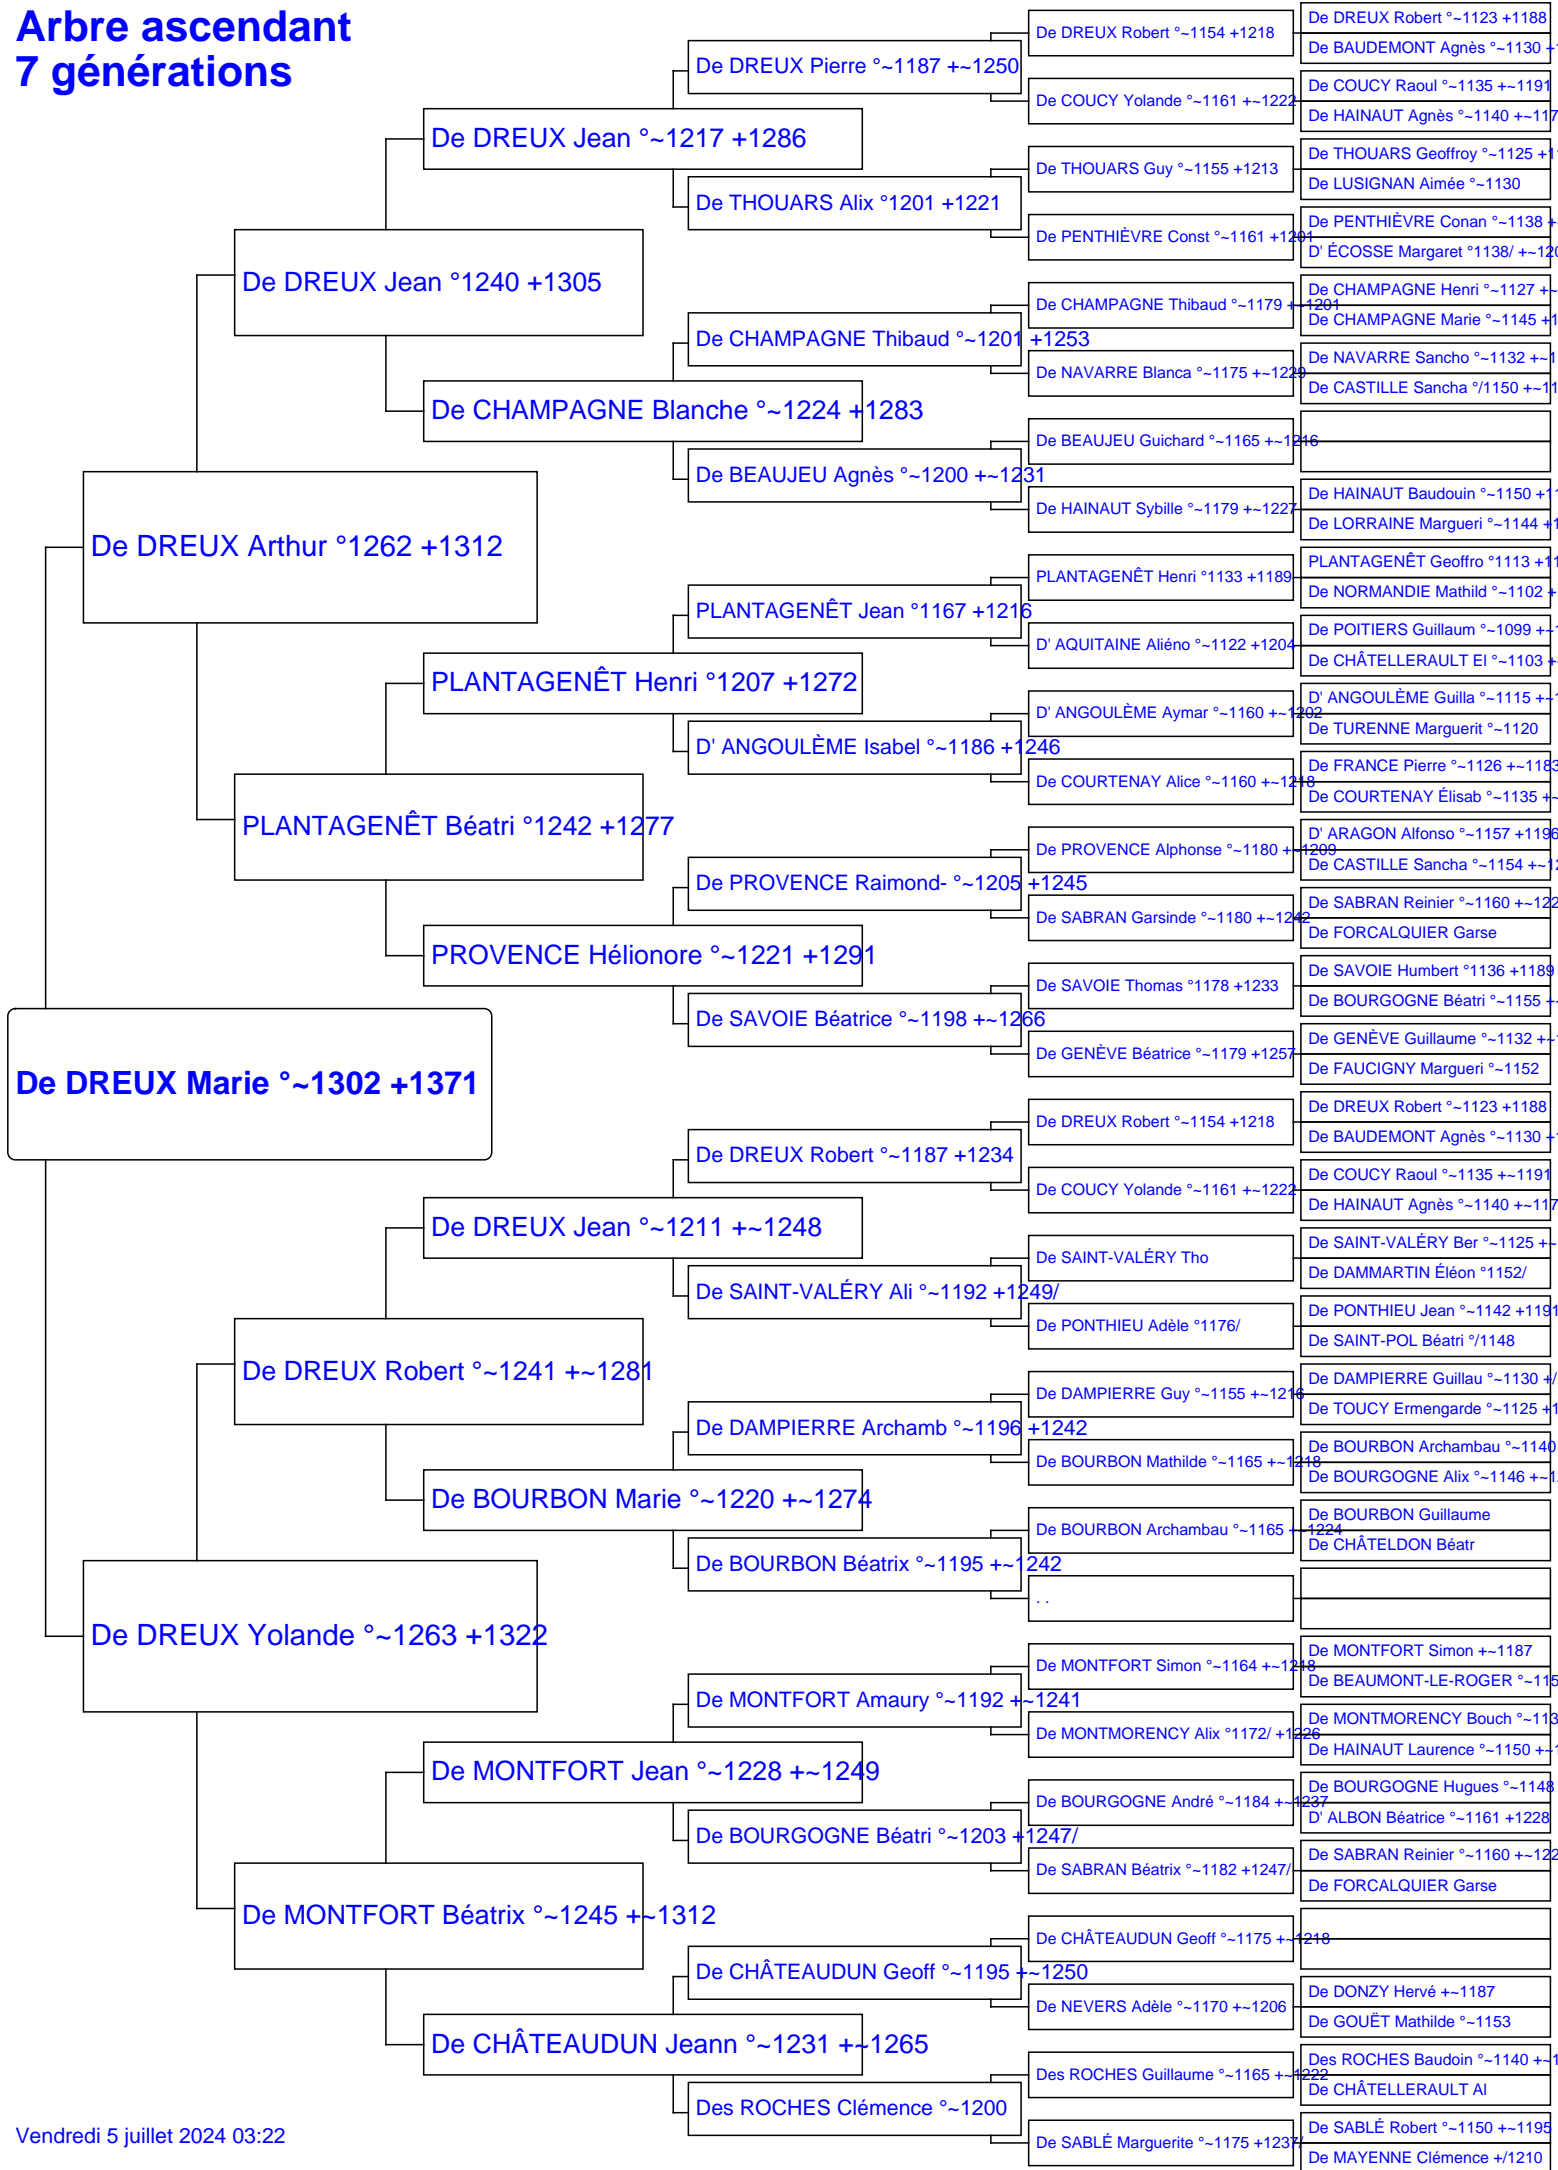 Arbre ascendant
7 générations
De DREUX Marie °~1302 +1371
De DREUX Arthur °1262 +1312
De DREUX Yolande °~1263 +1322
De DREUX Jean °1240 +1305
PLANTAGENÊT Béatri °1242 +1277
De DREUX Robert °~1241 +~1281
De MONTFORT Béatrix °~1245 +~1312
De DREUX Jean °~1217 +1286
De CHAMPAGNE Blanche °~1224 +1283
PLANTAGENÊT Henri °1207 +1272
PROVENCE Hélionore °~1221 +1291
De DREUX Jean °~1211 +~1248
De BOURBON Marie °~1220 +~1274
De MONTFORT Jean °~1228 +~1249
De CHÂTEAUDUN Jeann °~1231 +~1265
De DREUX Pierre °~1187 +~1250
De THOUARS Alix °1201 +1221
De CHAMPAGNE Thibaud °~1201 +1253
De BEAUJEU Agnès °~1200 +~1231
PLANTAGENÊT Jean °1167 +1216
D' ANGOULÈME Isabel °~1186 +1246
De PROVENCE Raimond- °~1205 +1245
De SAVOIE Béatrice °~1198 +~1266
De DREUX Robert °~1187 +1234
De SAINT-VALÉRY Ali °~1192 +1249/
De DAMPIERRE Archamb °~1196 +1242
De BOURBON Béatrix °~1195 +~1242
De MONTFORT Amaury °~1192 +~1241
De BOURGOGNE Béatri °~1203 +1247/
De CHÂTEAUDUN Geoff °~1195 +~1250
Des ROCHES Clémence °~1200
De DREUX Robert °~1154 +1218
De COUCY Yolande °~1161 +~1222
De THOUARS Guy °~1155 +1213
De PENTHIÈVRE Const °~1161 +1201
De CHAMPAGNE Thibaud °~1179 +~1201
De NAVARRE Blanca °~1175 +~1229
De BEAUJEU Guichard °~1165 +~1216
De HAINAUT Sybille °~1179 +~1227
PLANTAGENÊT Henri °1133 +1189
D' AQUITAINE Aliéno °~1122 +1204
D' ANGOULÈME Aymar °~1160 +~1202
De COURTENAY Alice °~1160 +~1218
De PROVENCE Alphonse °~1180 +~1209
De SABRAN Garsinde °~1180 +~1242
De SAVOIE Thomas °1178 +1233
De GENÈVE Béatrice °~1179 +1257
De DREUX Robert °~1154 +1218
De COUCY Yolande °~1161 +~1222
De SAINT-VALÉRY Tho
De PONTHIEU Adèle °1176/
De DAMPIERRE Guy °~1155 +~1216
De BOURBON Mathilde °~1165 +~1218
De BOURBON Archambau °~1165 +~1224
. .
De MONTFORT Simon °~1164 +~1218
De MONTMORENCY Alix °1172/ +1226
De BOURGOGNE André °~1184 +~1237
De SABRAN Béatrix °~1182 +1247/
De CHÂTEAUDUN Geoff °~1175 +~1218
De NEVERS Adèle °~1170 +~1206
Des ROCHES Guillaume °~1165 +~1222
De SABLÉ Marguerite °~1175 +1237/
De DREUX Robert °~1123 +1188
De BAUDEMONT Agnès °~1130 +1
De COUCY Raoul °~1135 +~1191
De HAINAUT Agnès °~1140 +~117
De THOUARS Geoffroy °~1125 +1
De LUSIGNAN Aimée °~1130
De PENTHIÈVRE Conan °~1138 +
D' ÉCOSSE Margaret °1138/ +~120
De CHAMPAGNE Henri °~1127 +~
De CHAMPAGNE Marie °~1145 +1
De NAVARRE Sancho °~1132 +~1
De CASTILLE Sancha °/1150 +~11
De HAINAUT Baudouin °~1150 +1
De LORRAINE Margueri °~1144 +1
PLANTAGENÊT Geoffro °1113 +11
De NORMANDIE Mathild °~1102 +
De POITIERS Guillaum °~1099 +~1
De CHÂTELLERAULT El °~1103 +
D' ANGOULÈME Guilla °~1115 +~1
De TURENNE Marguerit °~1120
De FRANCE Pierre °~1126 +~1183
De COURTENAY Élisab °~1135 +~
D' ARAGON Alfonso °~1157 +1196
De CASTILLE Sancha °~1154 +~12
De SABRAN Reinier °~1160 +~122
De FORCALQUIER Garse
De SAVOIE Humbert °1136 +1189
De BOURGOGNE Béatri °~1155 +~
De GENÈVE Guillaume °~1132 +~1
De FAUCIGNY Margueri °~1152
De DREUX Robert °~1123 +1188
De BAUDEMONT Agnès °~1130 +1
De COUCY Raoul °~1135 +~1191
De HAINAUT Agnès °~1140 +~117
De SAINT-VALÉRY Ber °~1125 +~
De DAMMARTIN Éléon °1152/
De PONTHIEU Jean °~1142 +1191
De SAINT-POL Béatri °/1148
De DAMPIERRE Guillau °~1130 +/
De TOUCY Ermengarde °~1125 +1
De BOURBON Archambau °~1140
De BOURGOGNE Alix °~1146 +~1
De BOURBON Guillaume
De CHÂTELDON Béatr
De MONTFORT Simon +~1187
De BEAUMONT-LE-ROGER °~115
De MONTMORENCY Bouch °~113
De HAINAUT Laurence °~1150 +~1
De BOURGOGNE Hugues °~1148
D' ALBON Béatrice °~1161 +1228
De SABRAN Reinier °~1160 +~122
De FORCALQUIER Garse
De DONZY Hervé +~1187
De GOUËT Mathilde °~1153
Des ROCHES Baudoin °~1140 +~1
De CHÂTELLERAULT Al
De SABLÉ Robert °~1150 +~1195
De MAYENNE Clémence +/1210
Vendredi 5 juillet 2024 03:22